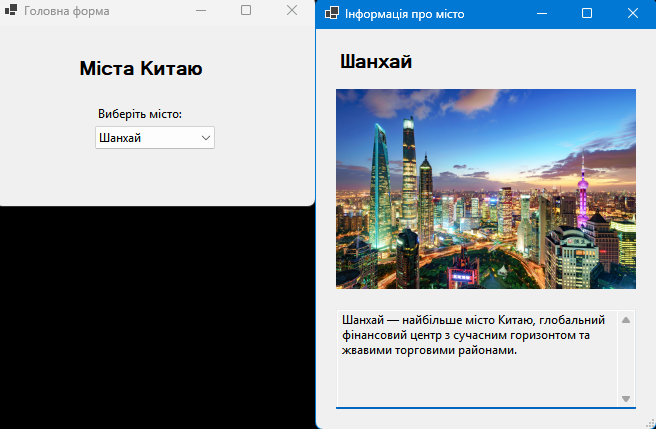 Головна форма
Міста Китаю
Виберіть місто:
Шанхай
Інформація про місто
Шанхай
Шанхай — найбільше місто Китаю, глобальний
фінансовий центр з сучасним горизонтом та
жвавими торговими районами.